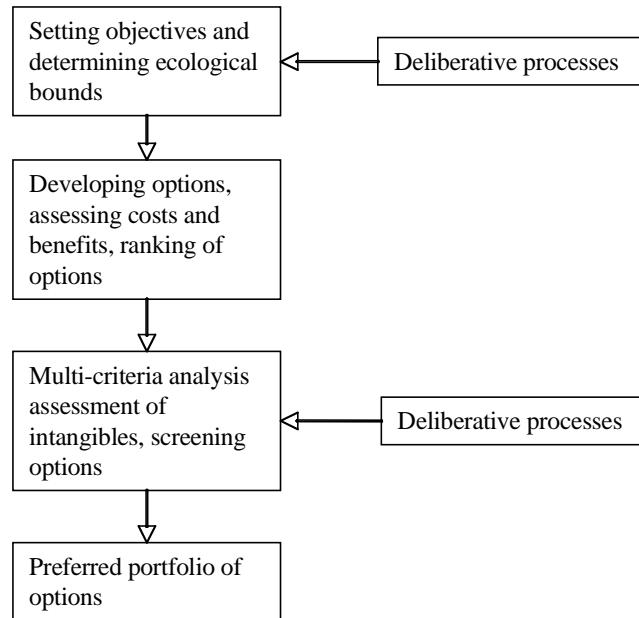 Setting objectives and
determining ecological
bounds
Deliberative processes
Developing options,
assessing costs and
benefits, ranking of
options
Multi-criteria analysis
assessment of
intangibles, screening
options
Deliberative processes
Preferred portfolio of
options